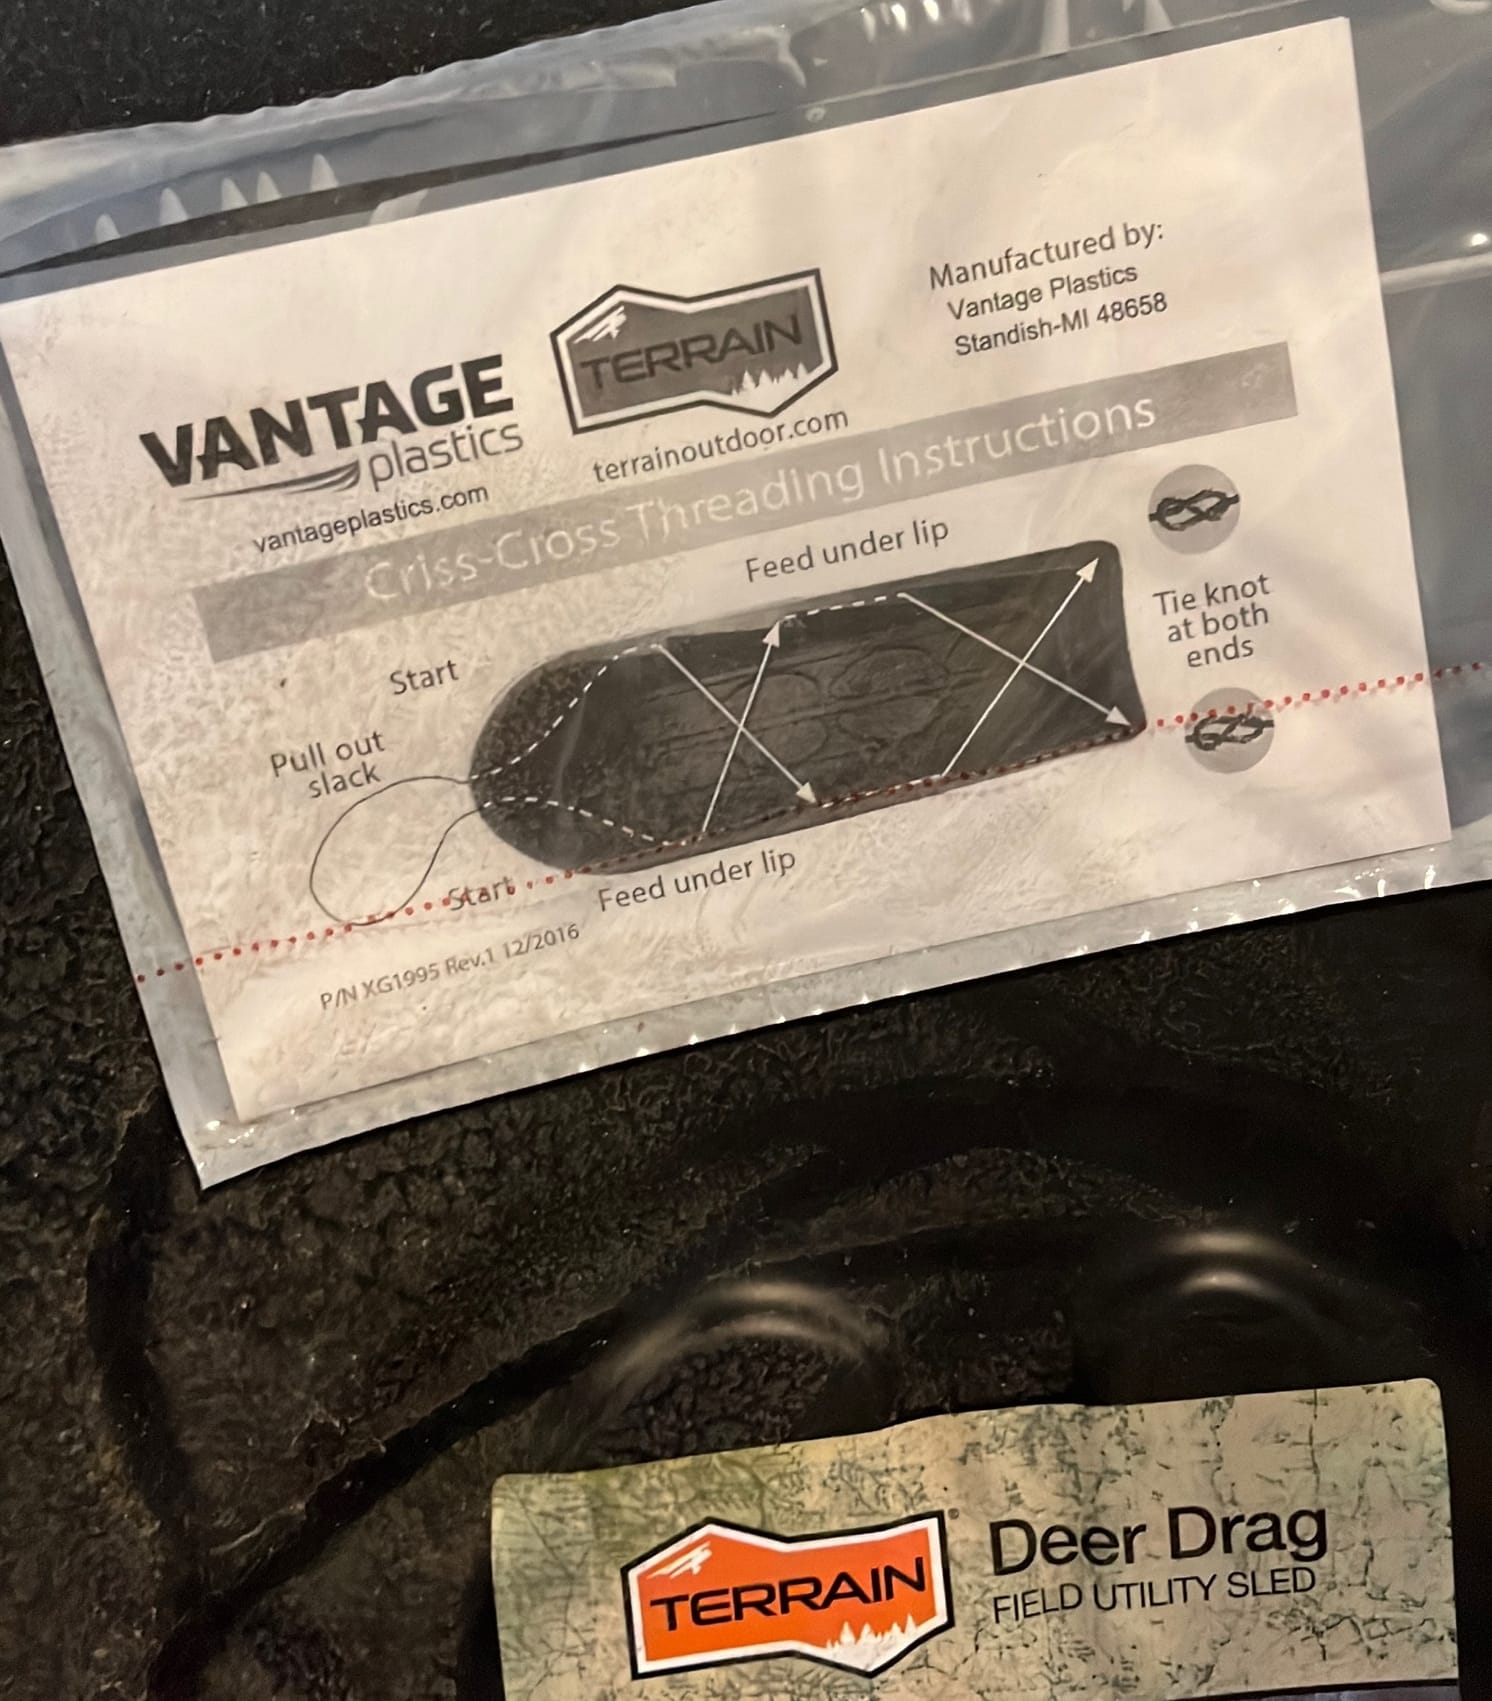 VANTAGE
plastics
vantageplastics.com
TERRAIN
terrainoutdoor.com
Manufactured by:
Vantage Plastics
Standish-MI 48658
Criss-Cross Threading Instructions
Start
Feed under lip
Pull out
slack
Tie knot
at both
ends
Start
Feed under lip
P/N XG1995 Rev.1 12/2016
TERRAIN®
Deer Drag
FIELD UTILITY SLED